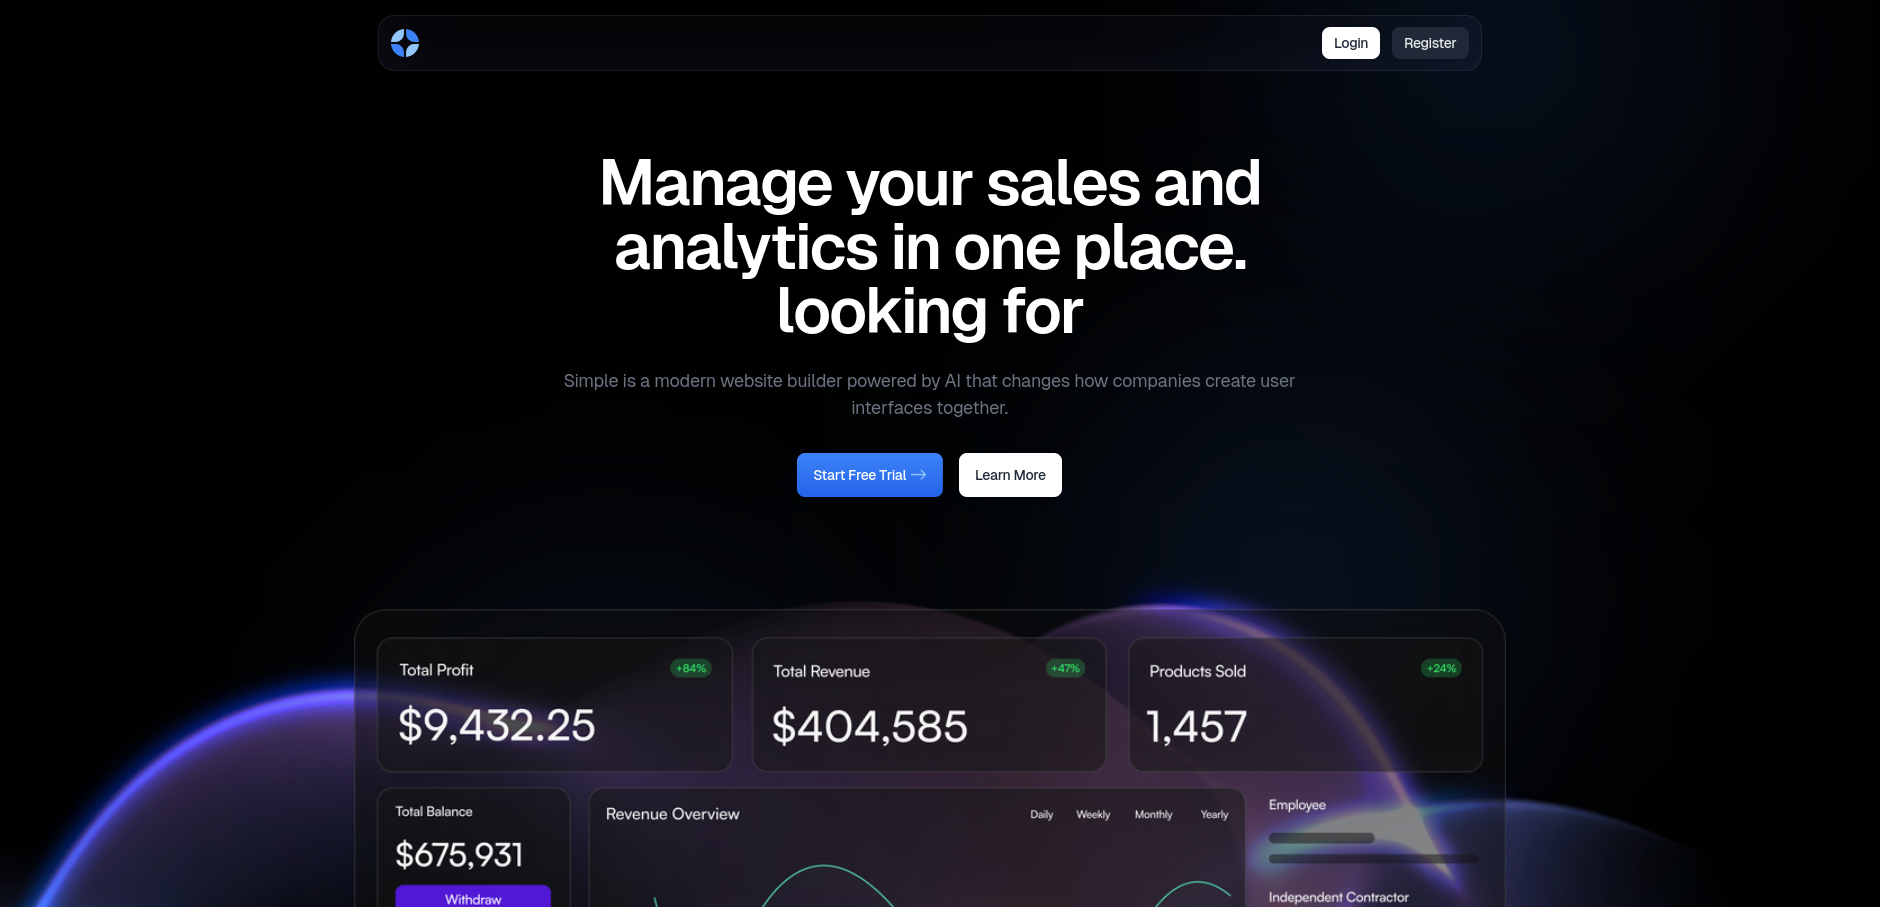 Login
Register
Manage your sales and
analytics in one place.
looking for
Simple is a modern website builder powered by AI that changes how companies create user
interfaces together.
Start Free Trial
Learn More
Total Profit
+84%
$9,432.25
Total Revenue
+47%
$404,585
Products Sold
+24%
1,457
Total Balance
$675,931
Withdraw
Revenue Overview
Daily
Weekly
Monthly
Yearly
Employee
Independent Contractor